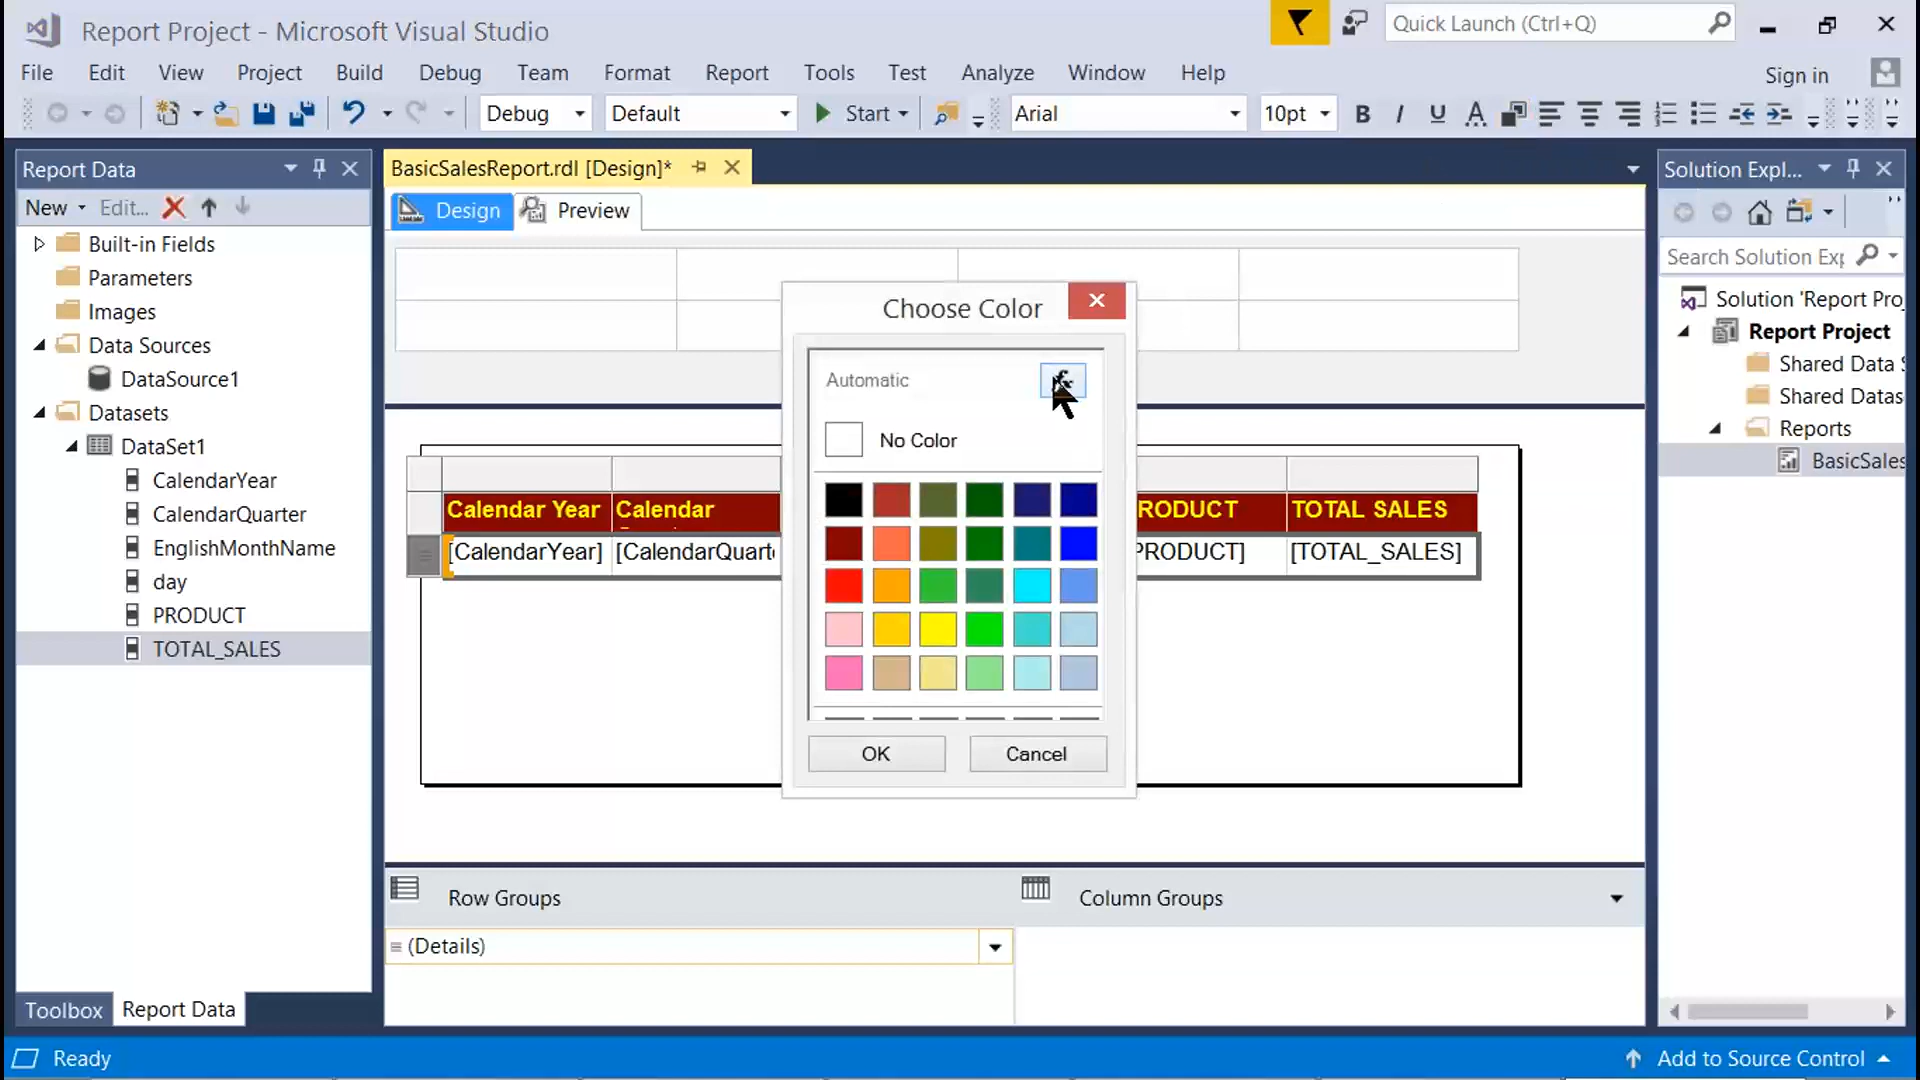 Report Project - Microsoft Visual Studio
Quick Launch (Ctrl+Q)
File Edit View Project Build Debug Team Format Report Tools Test Analyze Window Help
Sign in
Debug Default Start Arial 10pt B I U A
Report Data
BasicSalesReport.rdl [Design]*
Solution Expl...
New Edit...
Design Preview
Built-in Fields
Parameters
Images
Data Sources
DataSource1
Datasets
DataSet1
CalendarYear
CalendarQuarter
EnglishMonthName
day
PRODUCT
TOTAL_SALES
Choose Color
Automatic
fx
No Color
OK Cancel
Calendar Year Calendar RODUCT TOTAL SALES
[CalendarYear] [CalendarQuart PRODUCT] [TOTAL_SALES]
Search Solution Exp
Solution 'Report Pro
Report Project
Shared Data S
Shared Datas
Reports
BasicSales
Row Groups Column Groups
(Details)
Toolbox Report Data
Ready
Add to Source Control